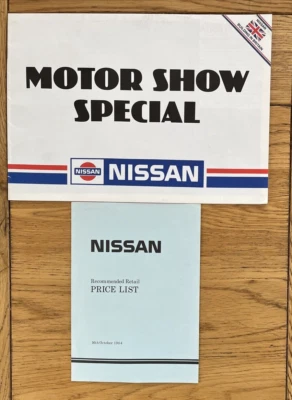 MOTOR SHOW
SPECIAL
NISSAN NISSAN
NISSAN
Recommended Retail
PRICE LIST